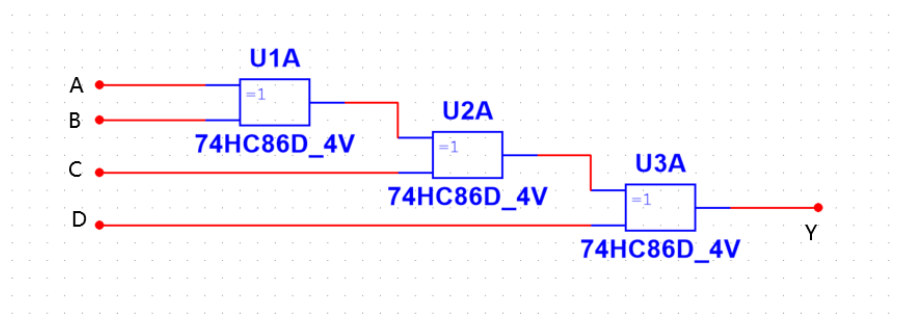 U1A
A
=1
B
74HC86D_4V
U2A
=1
C
74HC86D_4V
U3A
=1
D
Y
74HC86D_4V